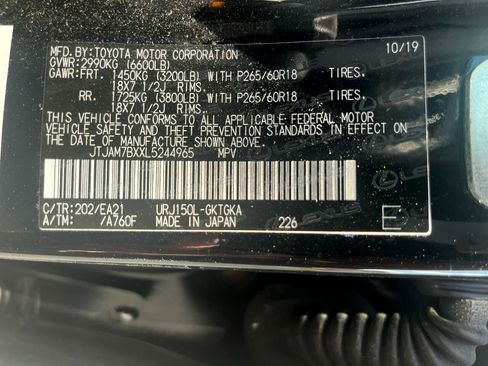 MFD. BY: TOYOTA MOTOR CORPORATION 10/19
GVWR: 2990KG (6600LB)
GAWR: FRT. 1450KG (3200LB) WITH P265/60R18 TIRES.
18X7 1/2J RIMS.
RR. 1725KG (3800LB) WITH P265/60R18 TIRES.
18X7 1/2J RIMS.
THIS VEHICLE CONFORMS TO ALL APPLICABLE FEDERAL MOTOR
VEHICLE SAFETY STANDARDS IN EFFECT ON THE DATE OF
MANUFACTURE SHOWN ABOVE.
JTJAM7BXXL5244965 MPV
C/TR: 202/EA21 URJ150L-GKTGKA
A/TM: /A760F MADE IN JAPAN 226 E
LEXUS